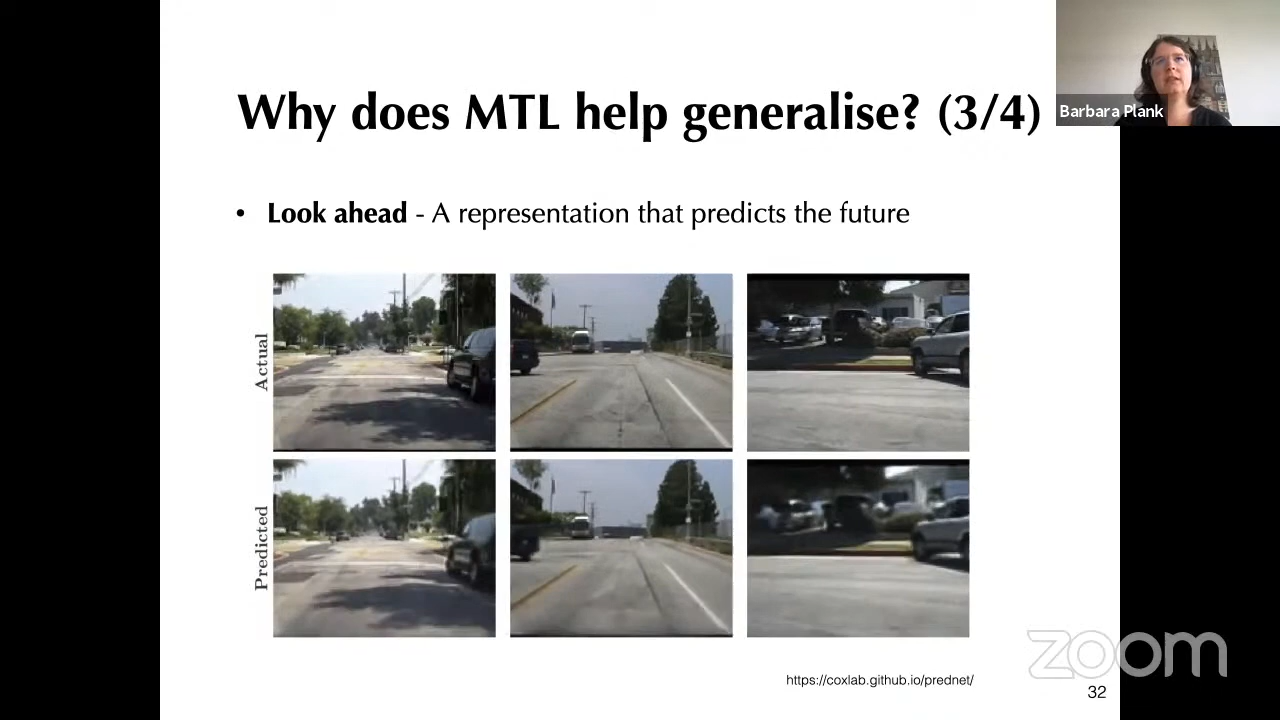 Why does MTL help generalise? (3/4)
Barbara Plank
• Look ahead - A representation that predicts the future
Actual
Predicted
https://coxlab.github.io/prednet/
zoom
32